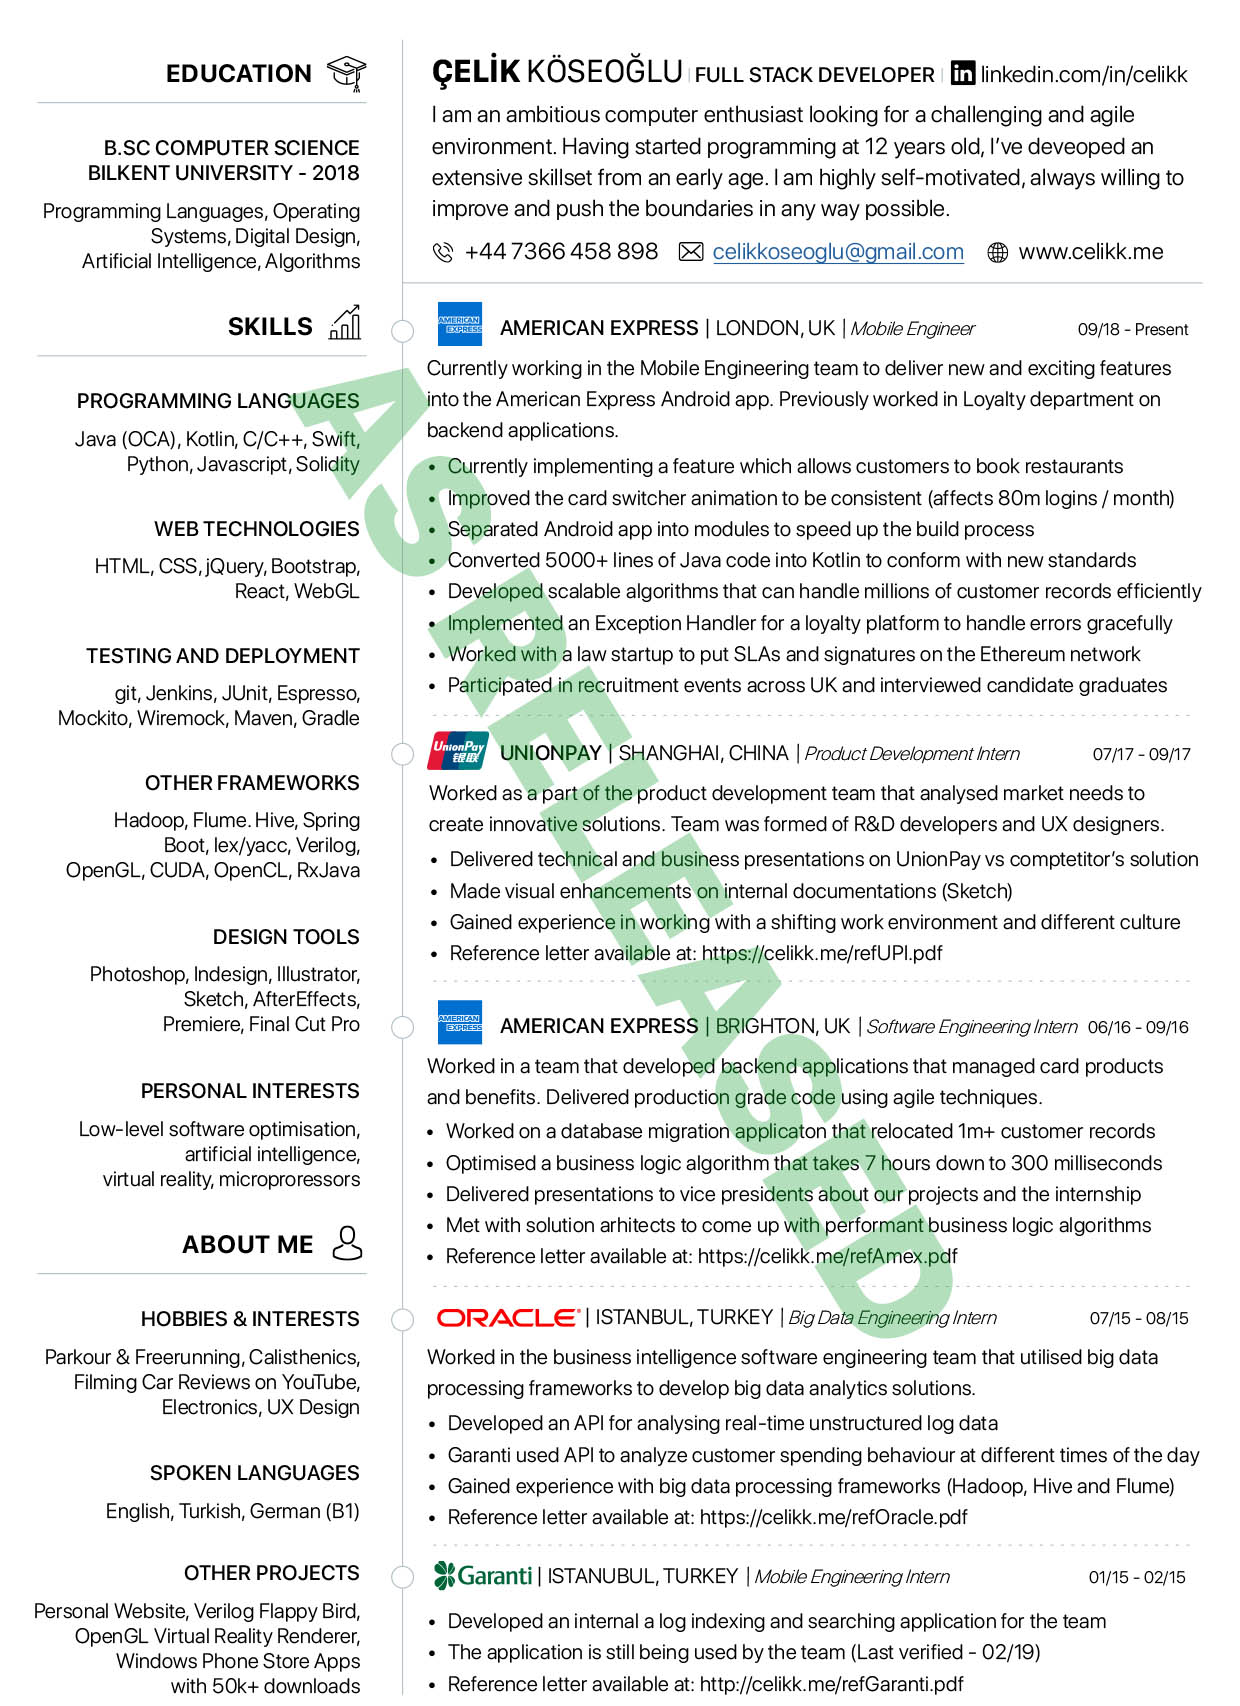 EDUCATION
B.SC COMPUTER SCIENCE
BILKENT UNIVERSITY - 2018
Programming Languages, Operating
Systems, Digital Design,
Artificial Intelligence, Algorithms
SKILLS
PROGRAMMING LANGUAGES
Java (OCA), Kotlin, C/C++, Swift,
Python, Javascript, Solidity
WEB TECHNOLOGIES
HTML, CSS, jQuery, Bootstrap,
React, WebGL
TESTING AND DEPLOYMENT
git, Jenkins, JUnit, Espresso,
Mockito, Wiremock, Maven, Gradle
OTHER FRAMEWORKS
Hadoop, Flume. Hive, Spring
Boot, lex/yacc, Verilog,
OpenGL, CUDA, OpenCL, RxJava
DESIGN TOOLS
Photoshop, Indesign, Illustrator,
Sketch, AfterEffects,
Premiere, Final Cut Pro
PERSONAL INTERESTS
Low-level software optimisation,
artificial intelligence,
virtual reality, microproressors
ABOUT ME
HOBBIES & INTERESTS
Parkour & Freerunning, Calisthenics,
Filming Car Reviews on YouTube,
Electronics, UX Design
SPOKEN LANGUAGES
English, Turkish, German (B1)
OTHER PROJECTS
Personal Website, Verilog Flappy Bird,
OpenGL Virtual Reality Renderer,
Windows Phone Store Apps
with 50k+ downloads
ÇELİK KÖSEOĞLU | FULL STACK DEVELOPER | in linkedin.com/in/celikk
I am an ambitious computer enthusiast looking for a challenging and agile
environment. Having started programming at 12 years old, I've deveoped an
extensive skillset from an early age. I am highly self-motivated, always willing to
improve and push the boundaries in any way possible.
+44 7366 458 898 celikkoseoglu@gmail.com www.celikk.me
AMERICAN EXPRESS AMERICAN EXPRESS | LONDON, UK | Mobile Engineer 09/18 - Present
Currently working in the Mobile Engineering team to deliver new and exciting features
into the American Express Android app. Previously worked in Loyalty department on
backend applications.
• Currently implementing a feature which allows customers to book restaurants
• Improved the card switcher animation to be consistent (affects 80m logins / month)
• Separated Android app into modules to speed up the build process
• Converted 5000+ lines of Java code into Kotlin to conform with new standards
• Developed scalable algorithms that can handle millions of customer records efficiently
• Implemented an Exception Handler for a loyalty platform to handle errors gracefully
• Worked with a law startup to put SLAs and signatures on the Ethereum network
• Participated in recruitment events across UK and interviewed candidate graduates
UnionPay 银联 UNIONPAY | SHANGHAI, CHINA | Product Development Intern 07/17 - 09/17
Worked as a part of the product development team that analysed market needs to
create innovative solutions. Team was formed of R&D developers and UX designers.
• Delivered technical and business presentations on UnionPay vs comptetitor's solution
• Made visual enhancements on internal documentations (Sketch)
• Gained experience in working with a shifting work environment and different culture
• Reference letter available at: https://celikk.me/refUPI.pdf
AMERICAN EXPRESS AMERICAN EXPRESS | BRIGHTON, UK | Software Engineering Intern 06/16 - 09/16
Worked in a team that developed backend applications that managed card products
and benefits. Delivered production grade code using agile techniques.
• Worked on a database migration applicaton that relocated 1m+ customer records
• Optimised a business logic algorithm that takes 7 hours down to 300 milliseconds
• Delivered presentations to vice presidents about our projects and the internship
• Met with solution arhitects to come up with performant business logic algorithms
• Reference letter available at: https://celikk.me/refAmex.pdf
ORACLE | ISTANBUL, TURKEY | Big Data Engineering Intern 07/15 - 08/15
Worked in the business intelligence software engineering team that utilised big data
processing frameworks to develop big data analytics solutions.
• Developed an API for analysing real-time unstructured log data
• Garanti used API to analyze customer spending behaviour at different times of the day
• Gained experience with big data processing frameworks (Hadoop, Hive and Flume)
• Reference letter available at: https://celikk.me/refOracle.pdf
Garanti | ISTANUBUL, TURKEY | Mobile Engineering Intern 01/15 - 02/15
• Developed an internal a log indexing and searching application for the team
• The application is still being used by the team (Last verified - 02/19)
• Reference letter available at: http://celikk.me/refGaranti.pdf
AS RELEASED